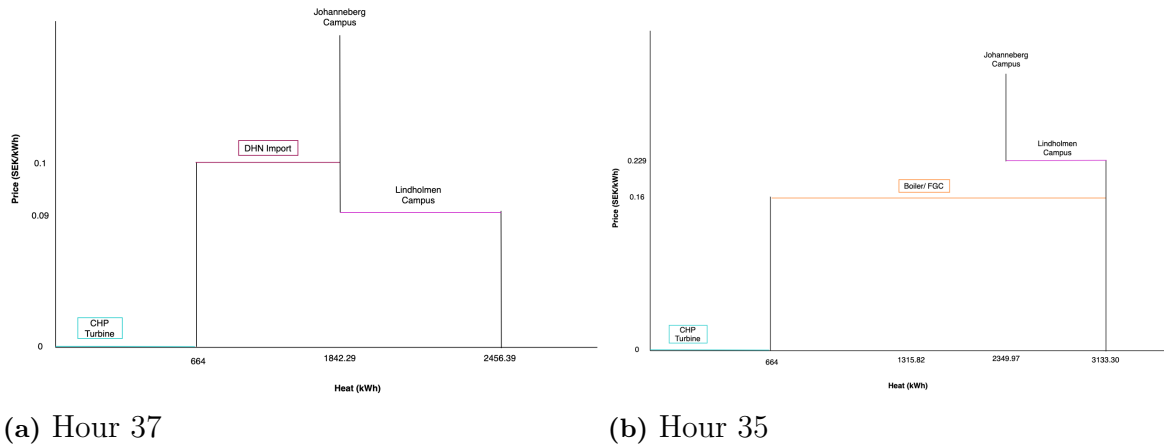 Johanneberg
Campus
Price (SEK/kWh)
0.1
DHN Import
Lindholmen
Campus
0.09
CHP
Turbine
0
664
1842.29
2456.39
Heat (kWh)
(a) Hour 37
Johanneberg
Campus
Price (SEK/kWh)
Lindholmen
Campus
0.229
Boiler/ FGC
0.16
CHP
Turbine
0
664
1315.82
2349.97
3133.30
Heat (kWh)
(b) Hour 35